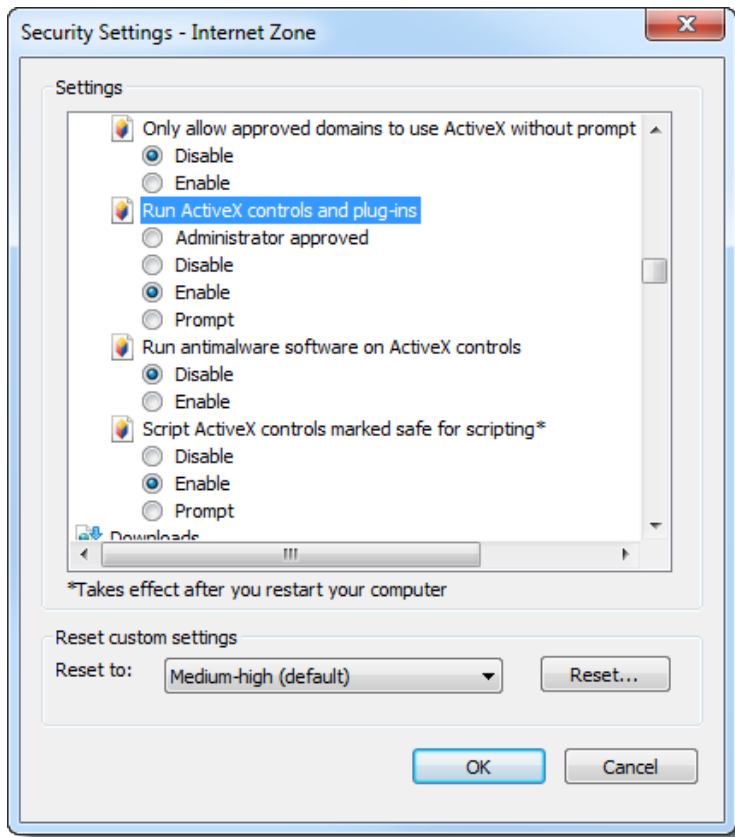 Security Settings - Internet Zone
Settings
Only allow approved domains to use ActiveX without prompt
Disable
Enable
Run ActiveX controls and plug-ins
Administrator approved
Disable
Enable
Prompt
Run antimalware software on ActiveX controls
Disable
Enable
Script ActiveX controls marked safe for scripting*
Disable
Enable
Prompt
Downloads
*Takes effect after you restart your computer
Reset custom settings
Reset to: Medium-high (default) Reset...
OK Cancel